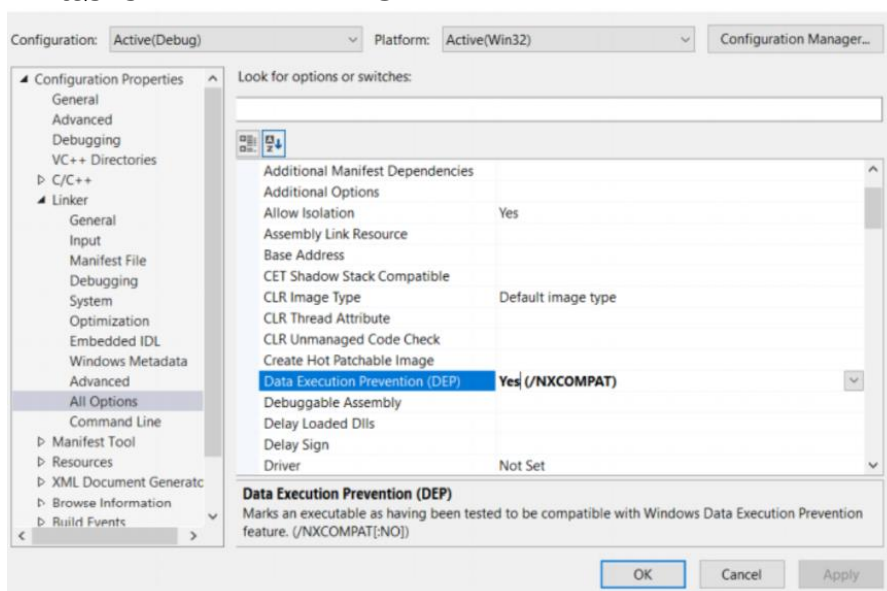 Configuration: Active(Debug) Platform: Active(Win32) Configuration Manager...
Configuration Properties
General
Advanced
Debugging
VC++ Directories
C/C++
Linker
General
Input
Manifest File
Debugging
System
Optimization
Embedded IDL
Windows Metadata
Advanced
All Options
Command Line
Manifest Tool
Resources
XML Document Generatc
Browse Information
Build Events
Look for options or switches:
Additional Manifest Dependencies
Additional Options
Allow Isolation Yes
Assembly Link Resource
Base Address
CET Shadow Stack Compatible
CLR Image Type Default image type
CLR Thread Attribute
CLR Unmanaged Code Check
Create Hot Patchable Image
Data Execution Prevention (DEP) Yes (/NXCOMPAT)
Debuggable Assembly
Delay Loaded Dlls
Delay Sign
Driver Not Set
Data Execution Prevention (DEP)
Marks an executable as having been tested to be compatible with Windows Data Execution Prevention
feature. (/NXCOMPAT[:NO])
OK Cancel Apply